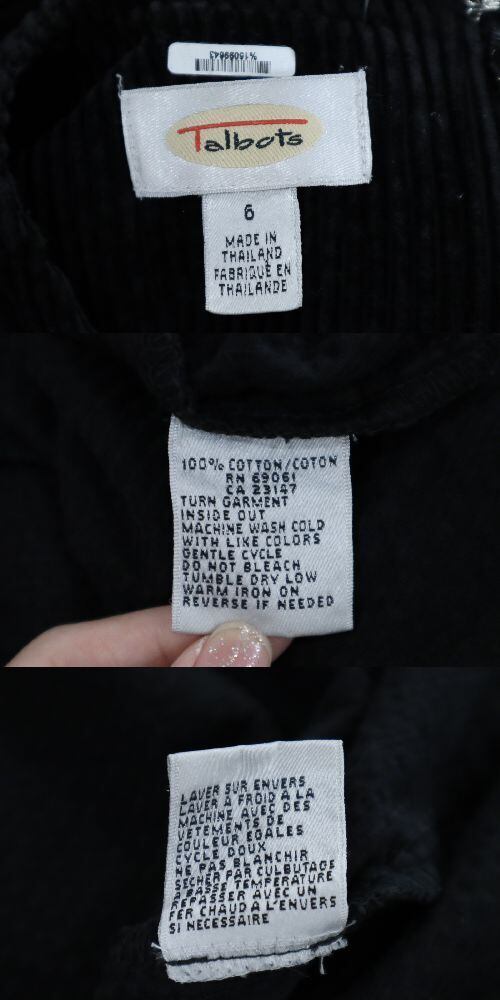 %15099643
Talbots
6
MADE IN
THAILAND
FABRIQUÉ EN
THAILANDE
100% COTTON/COTON
RN 69061
CA 23147
TURN GARMENT
INSIDE OUT
MACHINE WASH COLD
WITH LIKE COLORS
GENTLE CYCLE
DO NOT BLEACH
TUMBLE DRY LOW
WARM IRON ON
REVERSE IF NEEDED
LAVER SUR ENVERS
LAVER A FROID A LA
MACHINE AVEC DES
VETEMENTS DE
COULEUR EGALES
CYCLE DOUX
NE PAS BLANCHIR
SECHER PAR CULBUTAGE
A BASSE TEMPERATURE
REPASSER AVEC UN
FER CHAUD A L'ENVERS
SI NECESSAIRE